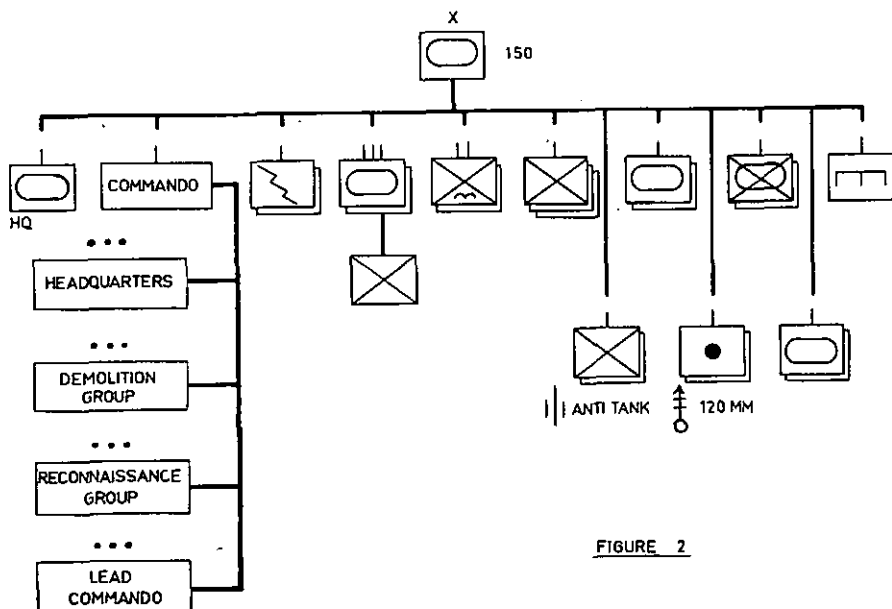 X
150
HQ
COMMANDO
HEADQUARTERS
DEMOLITION
GROUP
RECONNAISSANCE
GROUP
LEAD
COMMANDO
ANTI TANK
120 MM
FIGURE 2